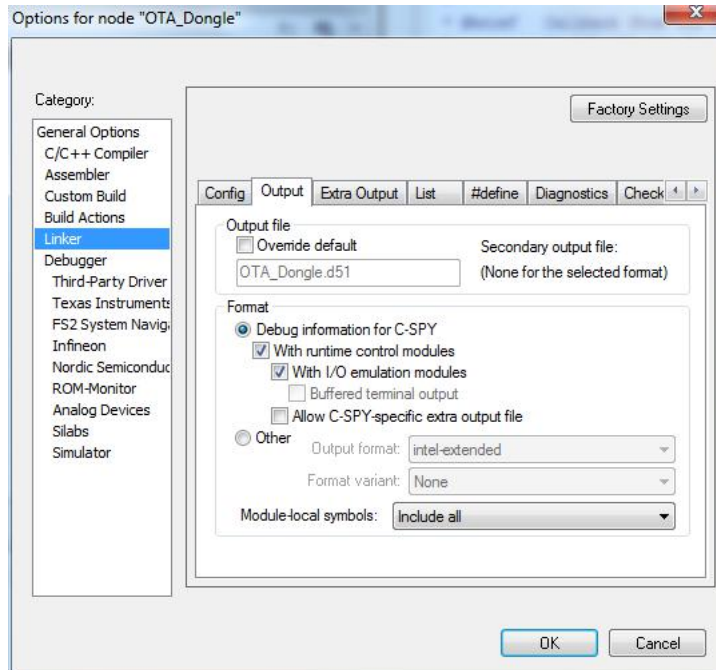 Options for node "OTA_Dongle"
Category:
Factory Settings
General Options
C/C++ Compiler
Assembler
Custom Build
Build Actions
Linker
Debugger
Third-Party Driver
Texas Instruments
FS2 System Navig
Infineon
Nordic Semiconduc
ROM-Monitor
Analog Devices
Silabs
Simulator
Config Output Extra Output List #define Diagnostics Check
Output file
Override default
OTA_Dongle.d51
Secondary output file:
(None for the selected format)
Format
Debug information for C-SPY
With runtime control modules
With I/O emulation modules
Buffered terminal output
Allow C-SPY-specific extra output file
Other
Output format: intel-extended
Format variant: None
Module-local symbols: Include all
OK Cancel